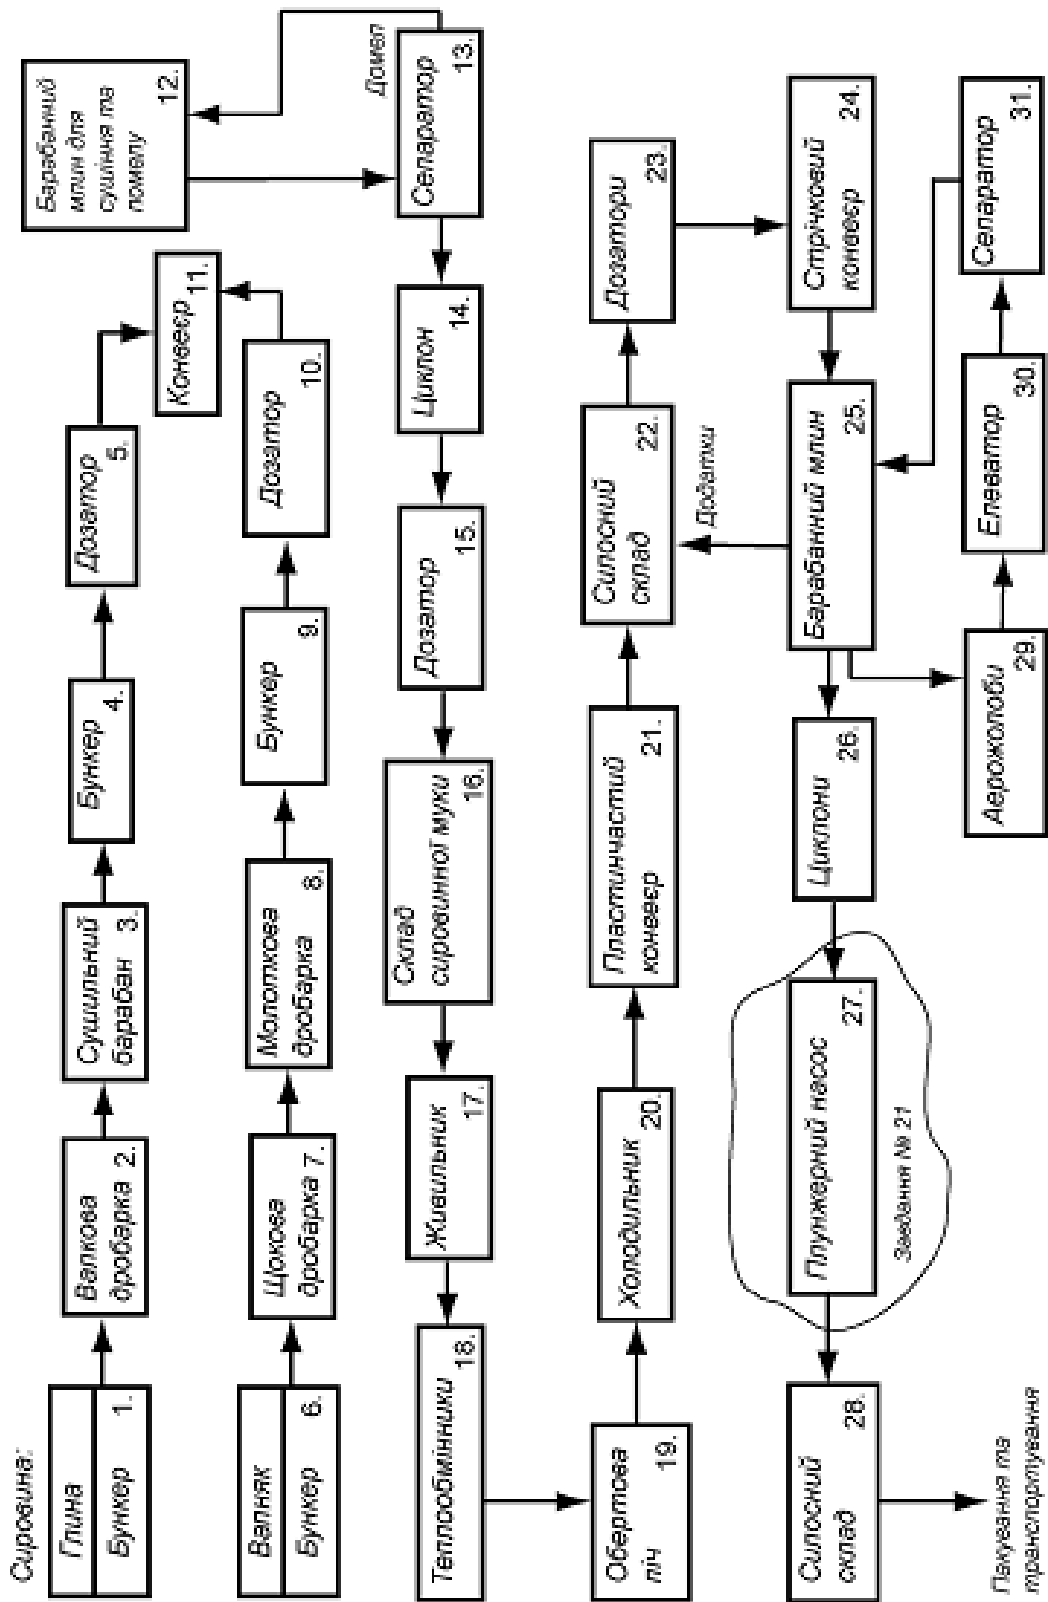 Сировина:
Глина
Бункер 1.
Валкова
дробарка 2.
Сушильний
барабан 3.
Бункер
4.
Дозатор
5.
Вапняк
Бункер 6.
Щокова
дробарка 7.
Молоткова
дробарка 8.
Бункер
9.
Дозатор
10.
Конвеєр
11.
Барабанний
млин для
сушіння та
помелу
12.
Домел
Сепаратор
13.
Циклон
14.
Дозатор
15.
Склад
сировинної муки
16.
Живильник
17.
Теплообмінники
18.
Обертова
піч 19.
Холодильник
20.
Пластинчастий
коневєр 21.
Силосний
склад 22.
Дозатори
23.
Стрічковий
конвеєр 24.
Додатки
Барабанний млин
25.
Циклони
26.
Плунжерний насос
27.
Завдання № 21
Силосний
склад 28.
Аерожолоби
29.
Елеватор
30.
Сепаратор
31.
Пакування та
транспортування